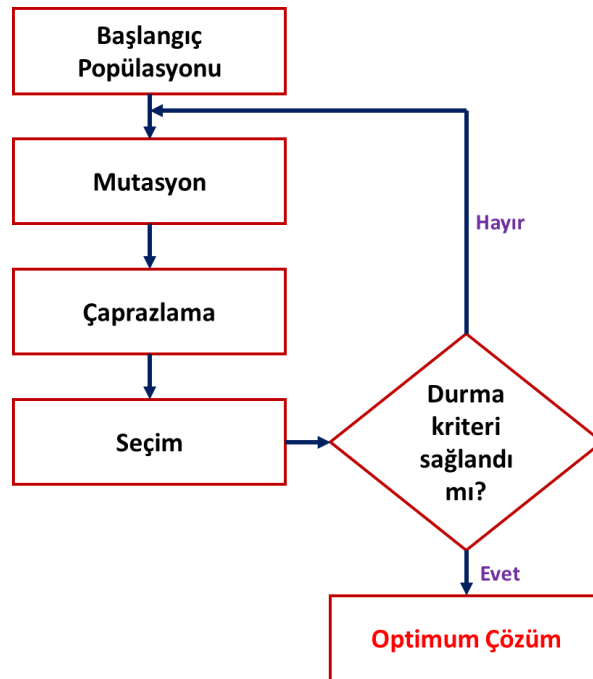 Başlangıç
Popülasyonu
Mutasyon
Hayır
Çaprazlama
Seçim
Durma
kriteri
sağlandı
mı?
Evet
Optimum Çözüm